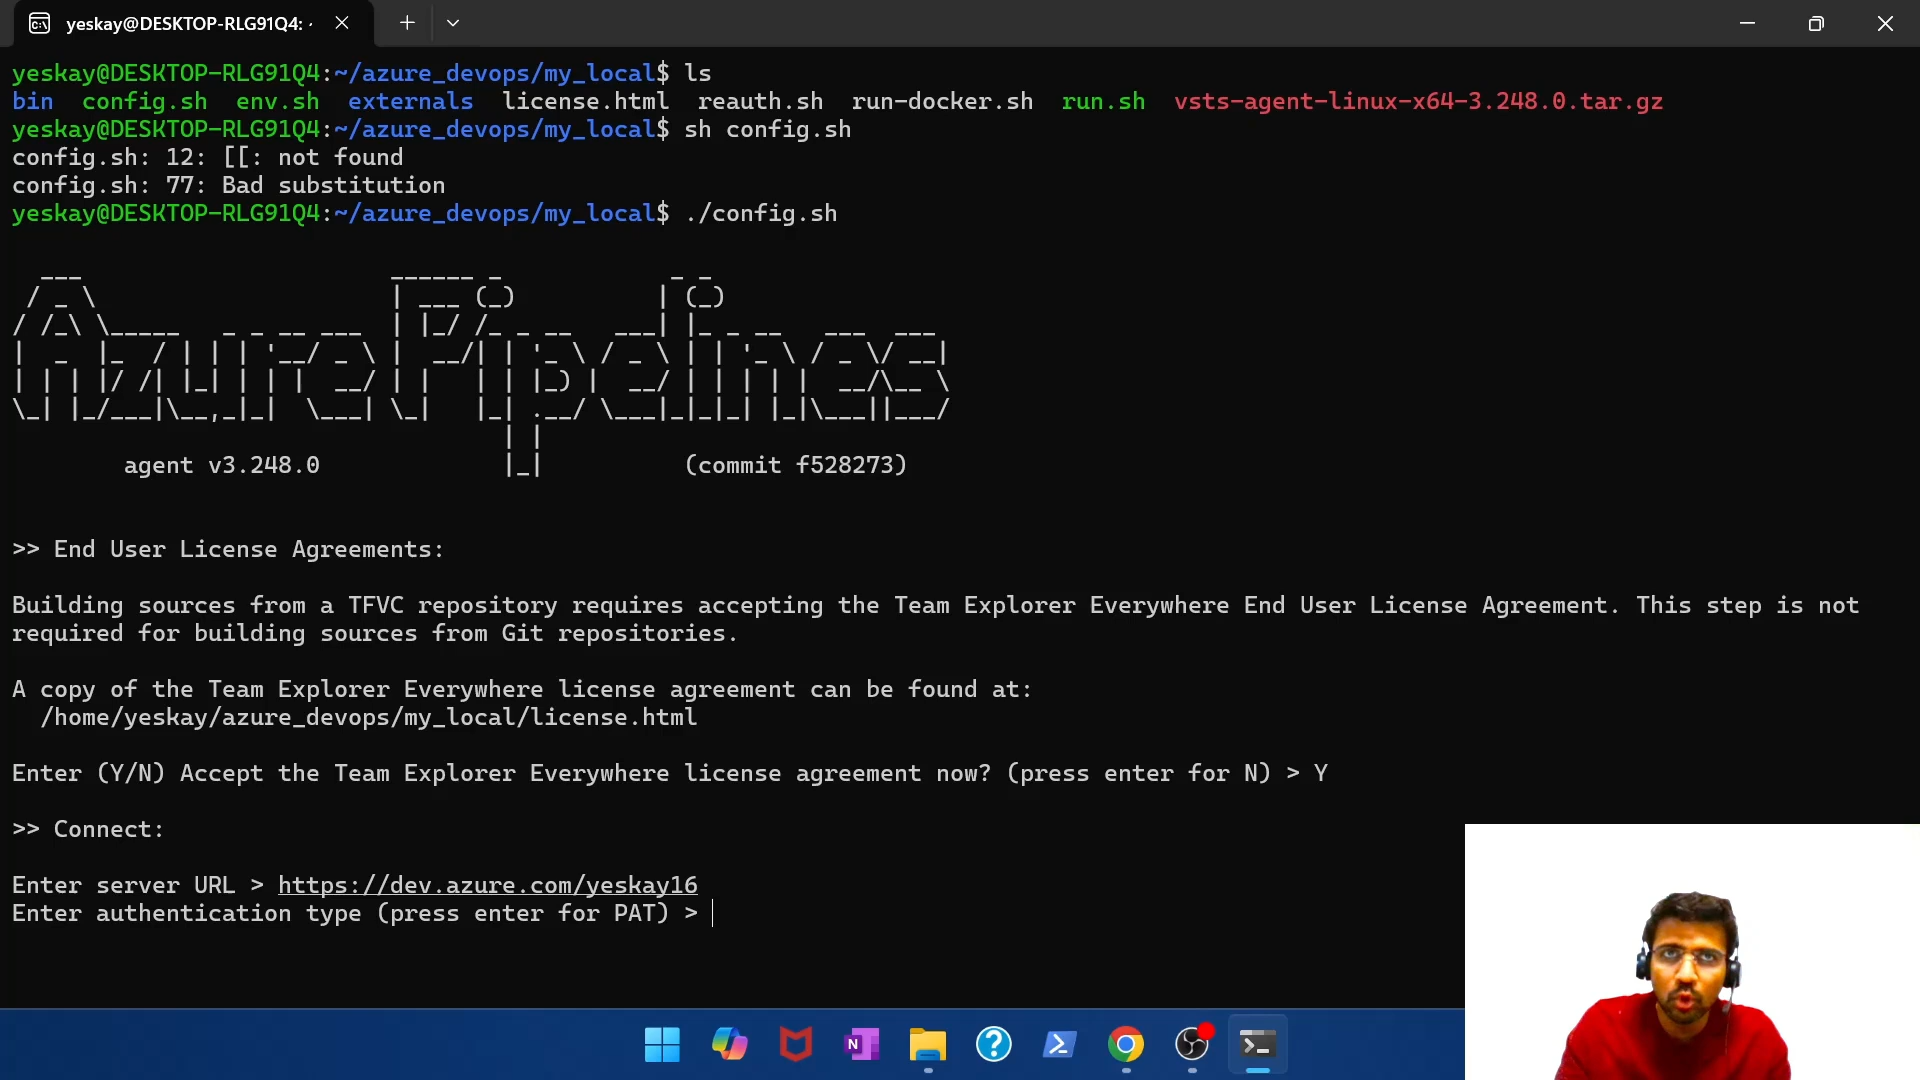 yeskay@DESKTOP-RLG91Q4: ·
yeskay@DESKTOP-RLG91Q4:~/azure_devops/my_local$ ls
bin  config.sh  env.sh  externals  license.html  reauth.sh  run-docker.sh  run.sh  vsts-agent-linux-x64-3.248.0.tar.gz
yeskay@DESKTOP-RLG91Q4:~/azure_devops/my_local$ sh config.sh
config.sh: 12: [[: not found
config.sh: 77: Bad substitution
yeskay@DESKTOP-RLG91Q4:~/azure_devops/my_local$ ./config.sh
Azure Pipelines
agent v3.248.0 (commit f528273)
>> End User License Agreements:
Building sources from a TFVC repository requires accepting the Team Explorer Everywhere End User License Agreement. This step is not
required for building sources from Git repositories.
A copy of the Team Explorer Everywhere license agreement can be found at:
/home/yeskay/azure_devops/my_local/license.html
Enter (Y/N) Accept the Team Explorer Everywhere license agreement now? (press enter for N) > Y
>> Connect:
Enter server URL > https://dev.azure.com/yeskay16
Enter authentication type (press enter for PAT) >